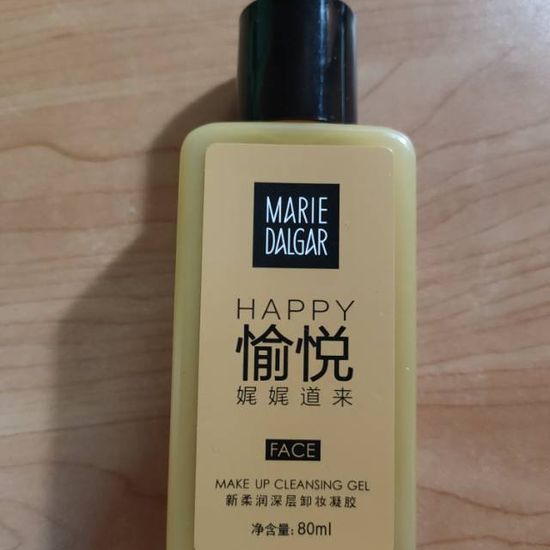 MARIE
DALGAR
HAPPY
愉悦
娓娓道来
FACE
MAKE UP CLEANSING GEL
新柔润深层卸妆凝胶
净含量: 80ml